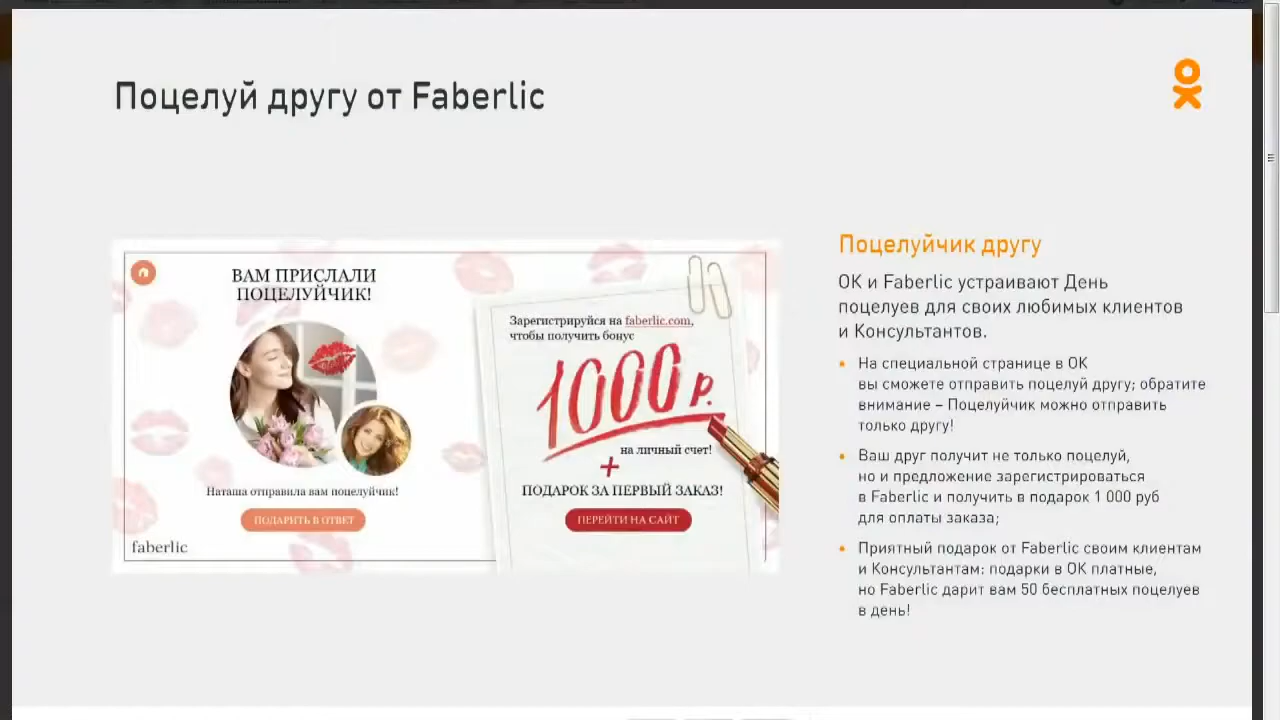 Поцелуй другу от Faberlic
ВАМ ПРИСЛАЛИ
ПОЦЕЛУЙЧИК!
Наташа отправила вам поцелуйчик!
ПОДАРИТЬ В ОТВЕТ
faberlic
Зарегистрируйся на faberlic.com,
чтобы получить бонус
1000 р.
на личный счет!
+
ПОДАРОК ЗА ПЕРВЫЙ ЗАКАЗ!
ПЕРЕЙТИ НА САЙТ
Поцелуйчик другу
ОК и Faberlic устраивают День
поцелуев для своих любимых клиентов
и Консультантов.
• На специальной странице в ОК
вы сможете отправить поцелуй другу; обратите
внимание – Поцелуйчик можно отправить
только другу!
• Ваш друг получит не только поцелуй,
но и предложение зарегистрироваться
в Faberlic и получить в подарок 1 000 руб
для оплаты заказа;
• Приятный подарок от Faberlic своим клиентам
и Консультантам: подарки в ОК платные,
но Faberlic дарит вам 50 бесплатных поцелуев
в день!